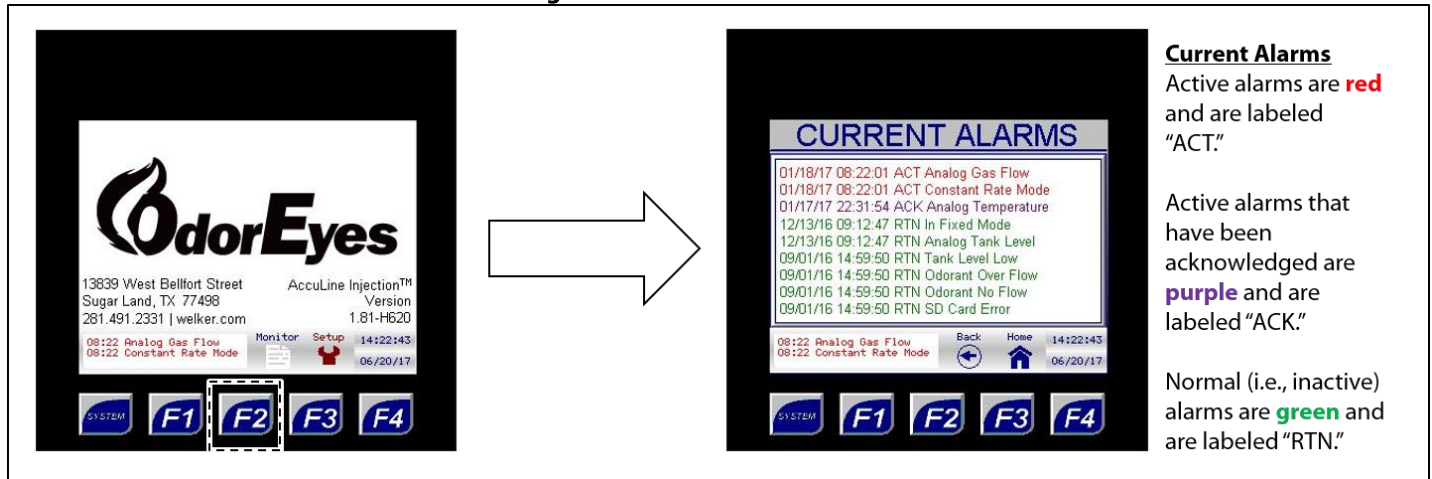 OdorEyes
13839 West Bellfort Street
Sugar Land, TX 77498
281.491.2331 | welker.com
AccuLine Injection™
Version
1.81-H620
08:22 Analog Gas Flow
08:22 Constant Rate Mode
Monitor
Setup
14:22:43
06/20/17
SYSTEM
F1
F2
F3
F4
CURRENT ALARMS
01/18/17 08:22:01 ACT Analog Gas Flow
01/18/17 08:22:01 ACT Constant Rate Mode
01/17/17 22:31:54 ACK Analog Temperature
12/13/16 09:12:47 RTN In Fixed Mode
12/13/16 09:12:47 RTN Analog Tank Level
09/01/16 14:59:50 RTN Tank Level Low
09/01/16 14:59:50 RTN Odorant Over Flow
09/01/16 14:59:50 RTN Odorant No Flow
09/01/16 14:59:50 RTN SD Card Error
08:22 Analog Gas Flow
08:22 Constant Rate Mode
Back
Home
14:22:43
06/20/17
SYSTEM
F1
F2
F3
F4
Current Alarms
Active alarms are red
and are labeled
“ACT.”
Active alarms that
have been
acknowledged are
purple and are
labeled “ACK.”
Normal (i.e., inactive)
alarms are green and
are labeled “RTN.”